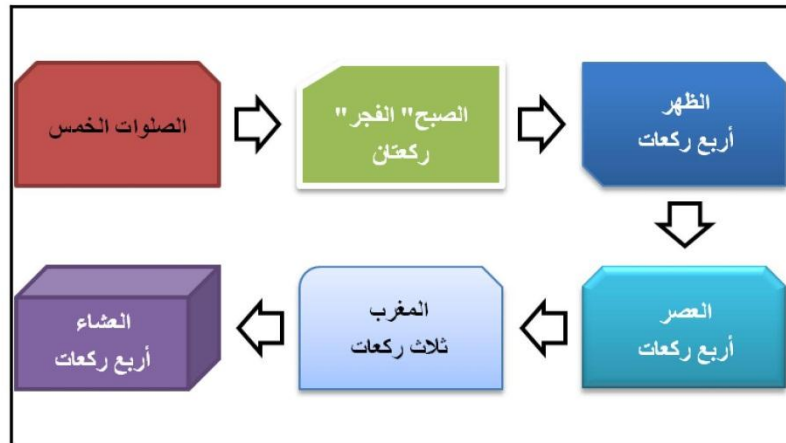 الصلوات الخمس
الصبح" الفجر"
ركعتان
الظهر
أربع ركعات
العصر
أربع ركعات
المغرب
ثلاث ركعات
العشاء
أربع ركعات